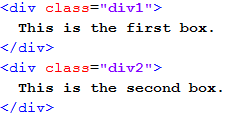 <div class="div1">
  This is the first box.
</div>
<div class="div2">
  This is the second box.
</div>